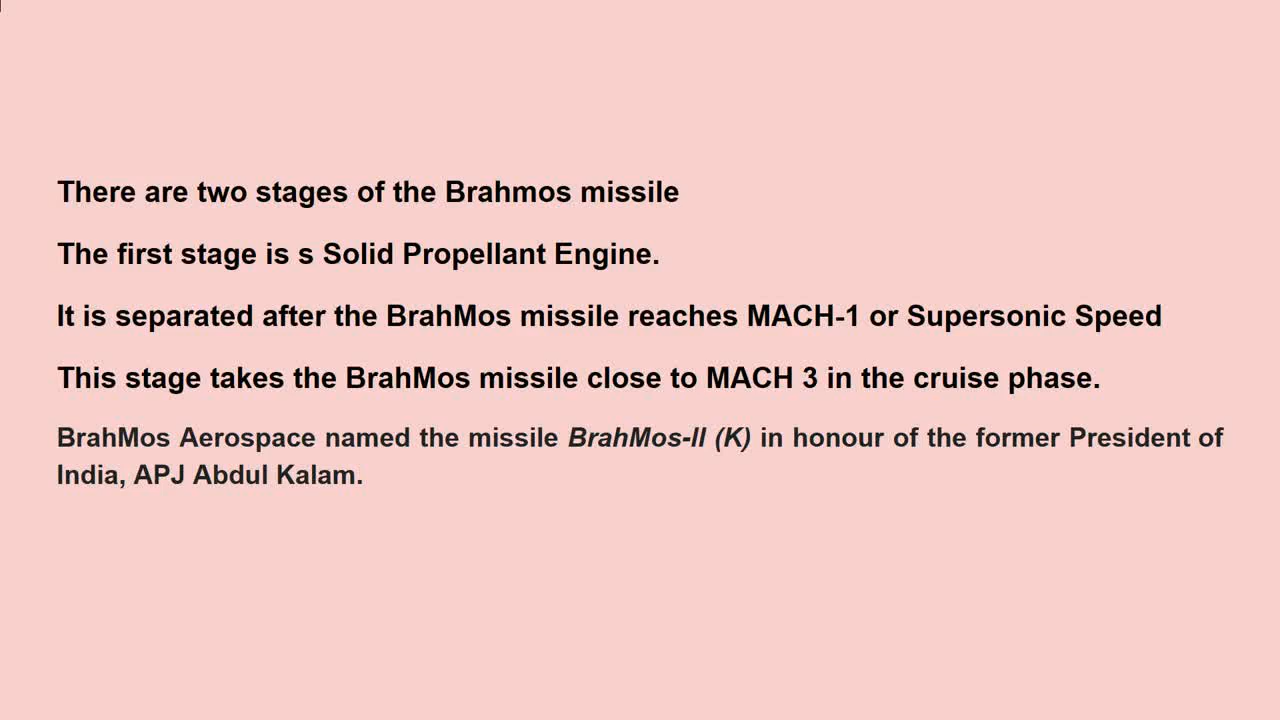 There are two stages of the Brahmos missile
The first stage is s Solid Propellant Engine.
It is separated after the BrahMos missile reaches MACH-1 or Supersonic Speed
This stage takes the BrahMos missile close to MACH 3 in the cruise phase.
BrahMos Aerospace named the missile BrahMos-II (K) in honour of the former President of
India, APJ Abdul Kalam.